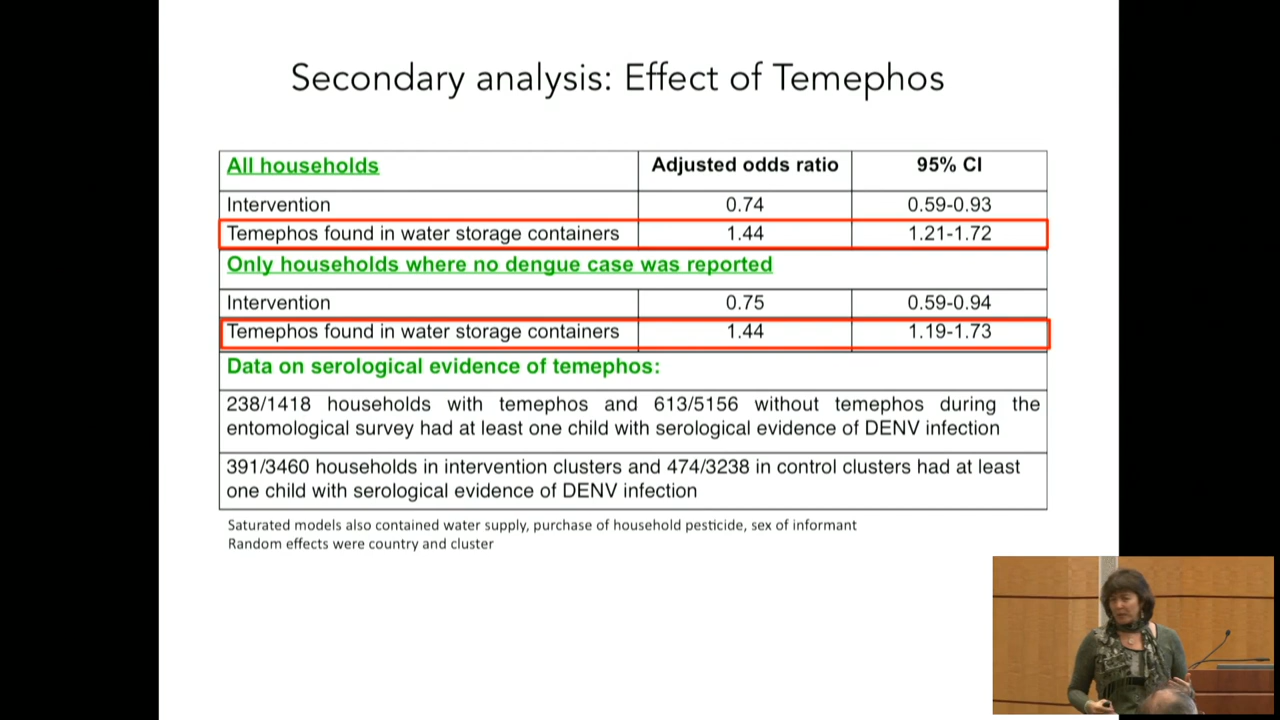 Secondary analysis: Effect of Temephos
All households Adjusted odds ratio 95% CI
Intervention 0.74 0.59-0.93
Temephos found in water storage containers 1.44 1.21-1.72
Only households where no dengue case was reported
Intervention 0.75 0.59-0.94
Temephos found in water storage containers 1.44 1.19-1.73
Data on serological evidence of temephos:
238/1418 households with temephos and 613/5156 without temephos during the
entomological survey had at least one child with serological evidence of DENV infection
391/3460 households in intervention clusters and 474/3238 in control clusters had at least
one child with serological evidence of DENV infection
Saturated models also contained water supply, purchase of household pesticide, sex of informant
Random effects were country and cluster